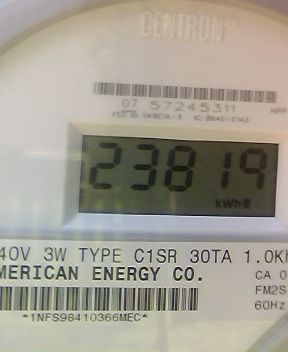 CENTRON
07 57245311
23819
kWh
40V 3W TYPE C1SR 30TA 1.0K
MERICAN ENERGY CO.
CA 0
FM2S
60Hz
*1NFS98410366MEC*